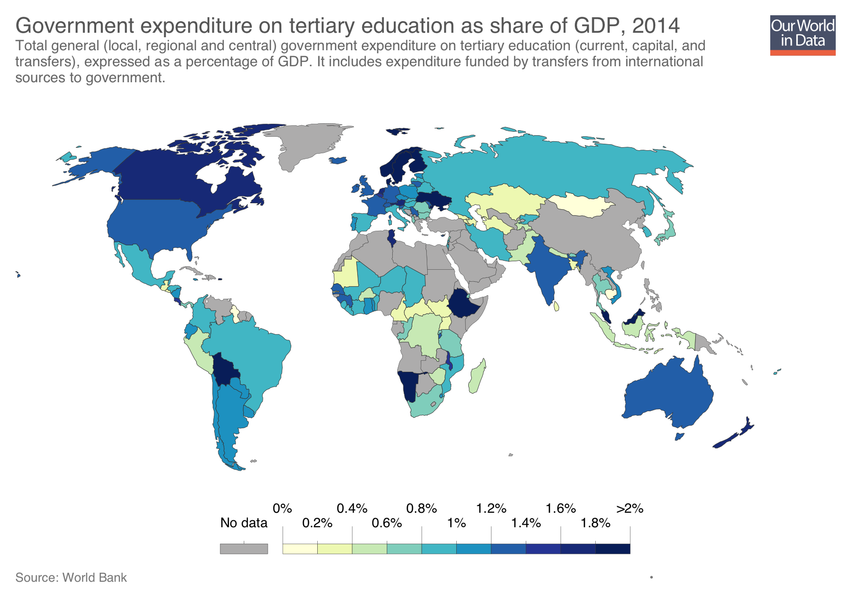 Government expenditure on tertiary education as share of GDP, 2014
Total general (local, regional and central) government expenditure on tertiary education (current, capital, and
transfers), expressed as a percentage of GDP. It includes expenditure funded by transfers from international
sources to government.
Our World
in Data
0% 0.4% 0.8% 1.2% 1.6% >2%
No data 0.2% 0.6% 1% 1.4% 1.8%
Source: World Bank